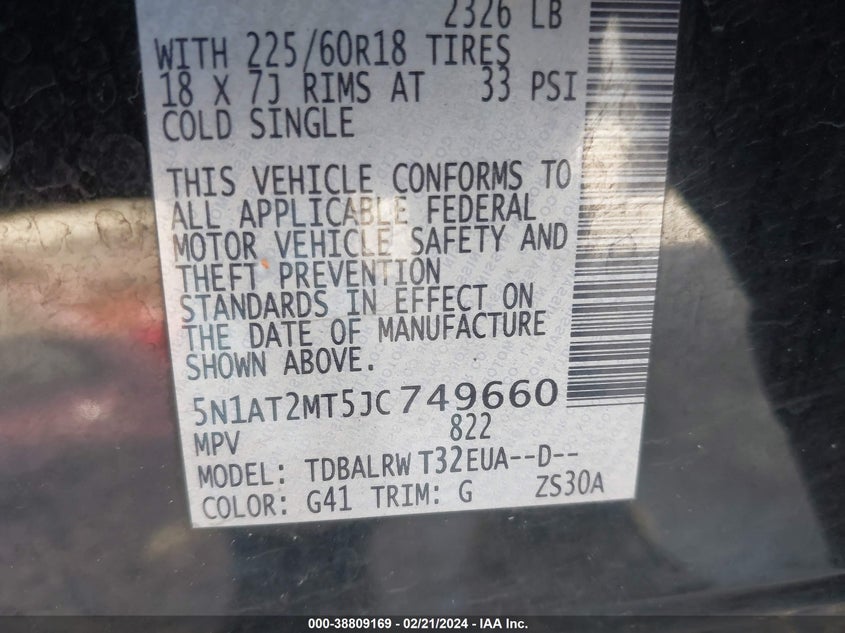 2326 LB
WITH 225/60R18 TIRES
18 X 7J RIMS AT 33 PSI
COLD SINGLE
THIS VEHICLE CONFORMS TO
ALL APPLICABLE FEDERAL
MOTOR VEHICLE SAFETY AND
THEFT PREVENTION
STANDARDS IN EFFECT ON
THE DATE OF MANUFACTURE
SHOWN ABOVE.
5N1AT2MT5JC749660
MPV 822
MODEL: TDBALRW T32EUA--D--
COLOR: G41 TRIM: G ZS30A
000-38809169 - 02/21/2024 - IAA Inc.